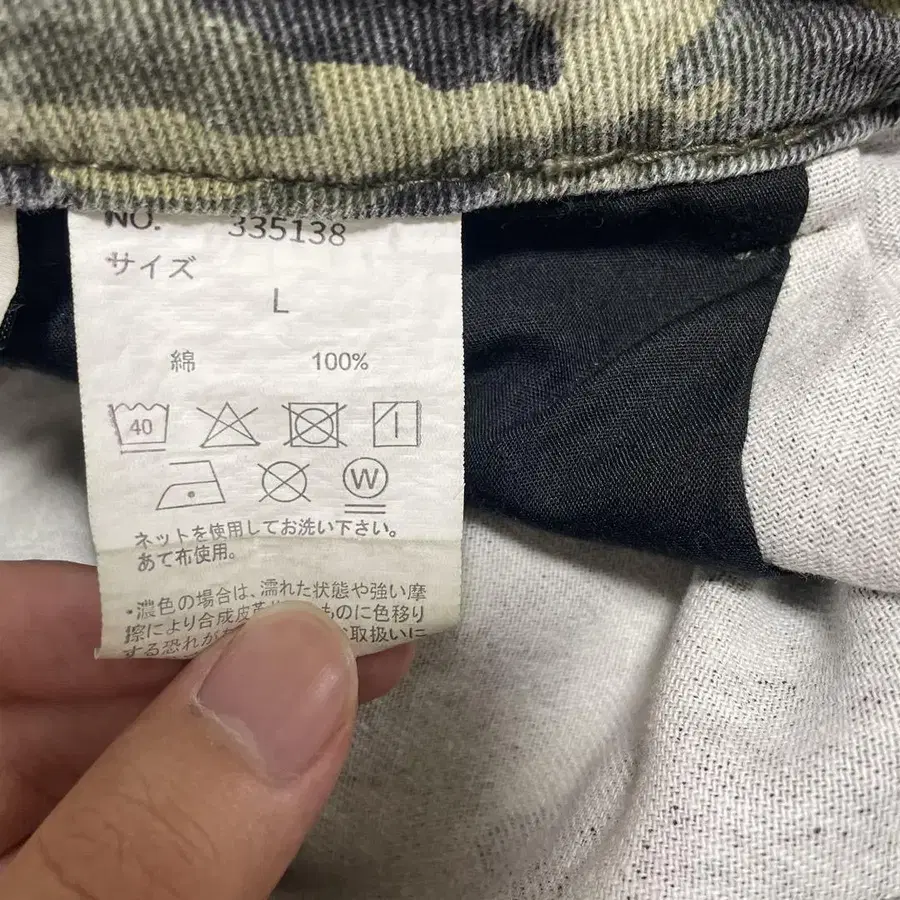 NO. 335138
サイズ
L
綿 100%
40
W
ネットを使用してお洗い下さい。
あて布使用。
・濃色の場合は、濡れた状態や強い摩
擦により合成皮革 ものに色移り
する恐れが 取扱いに